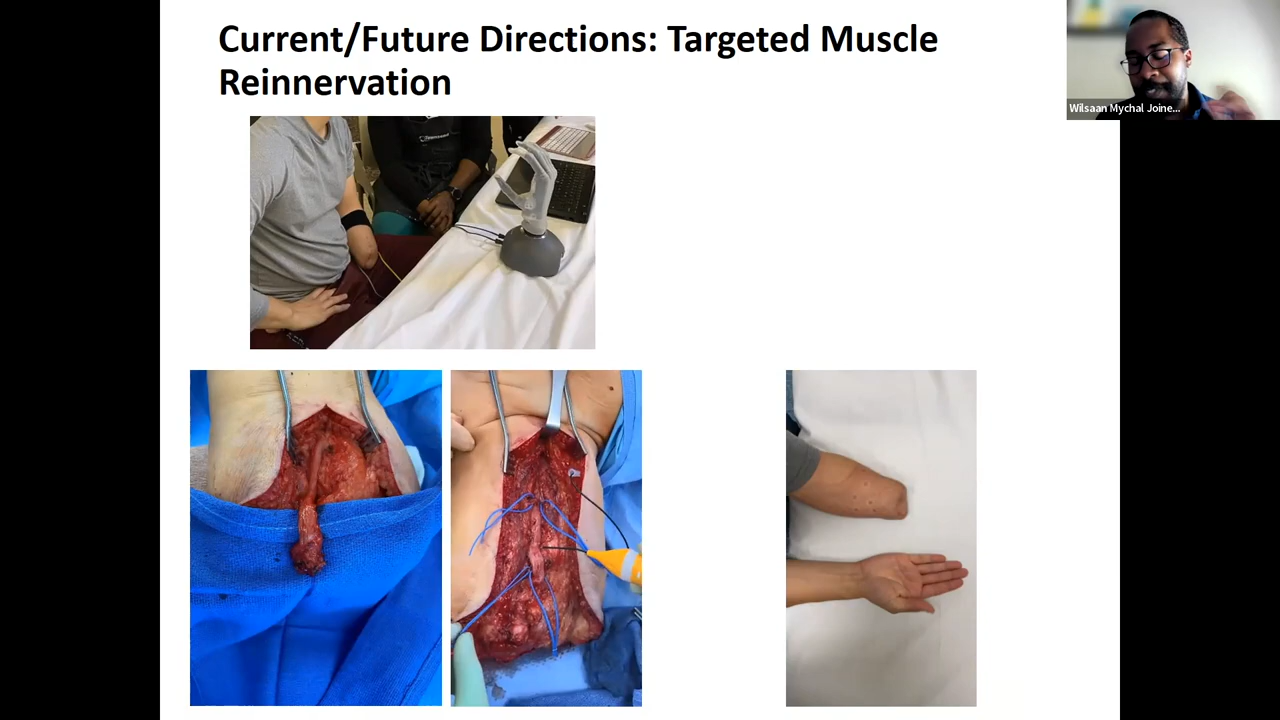 Current/Future Directions: Targeted Muscle
Reinnervation
Wilsaan Mychal Joine...